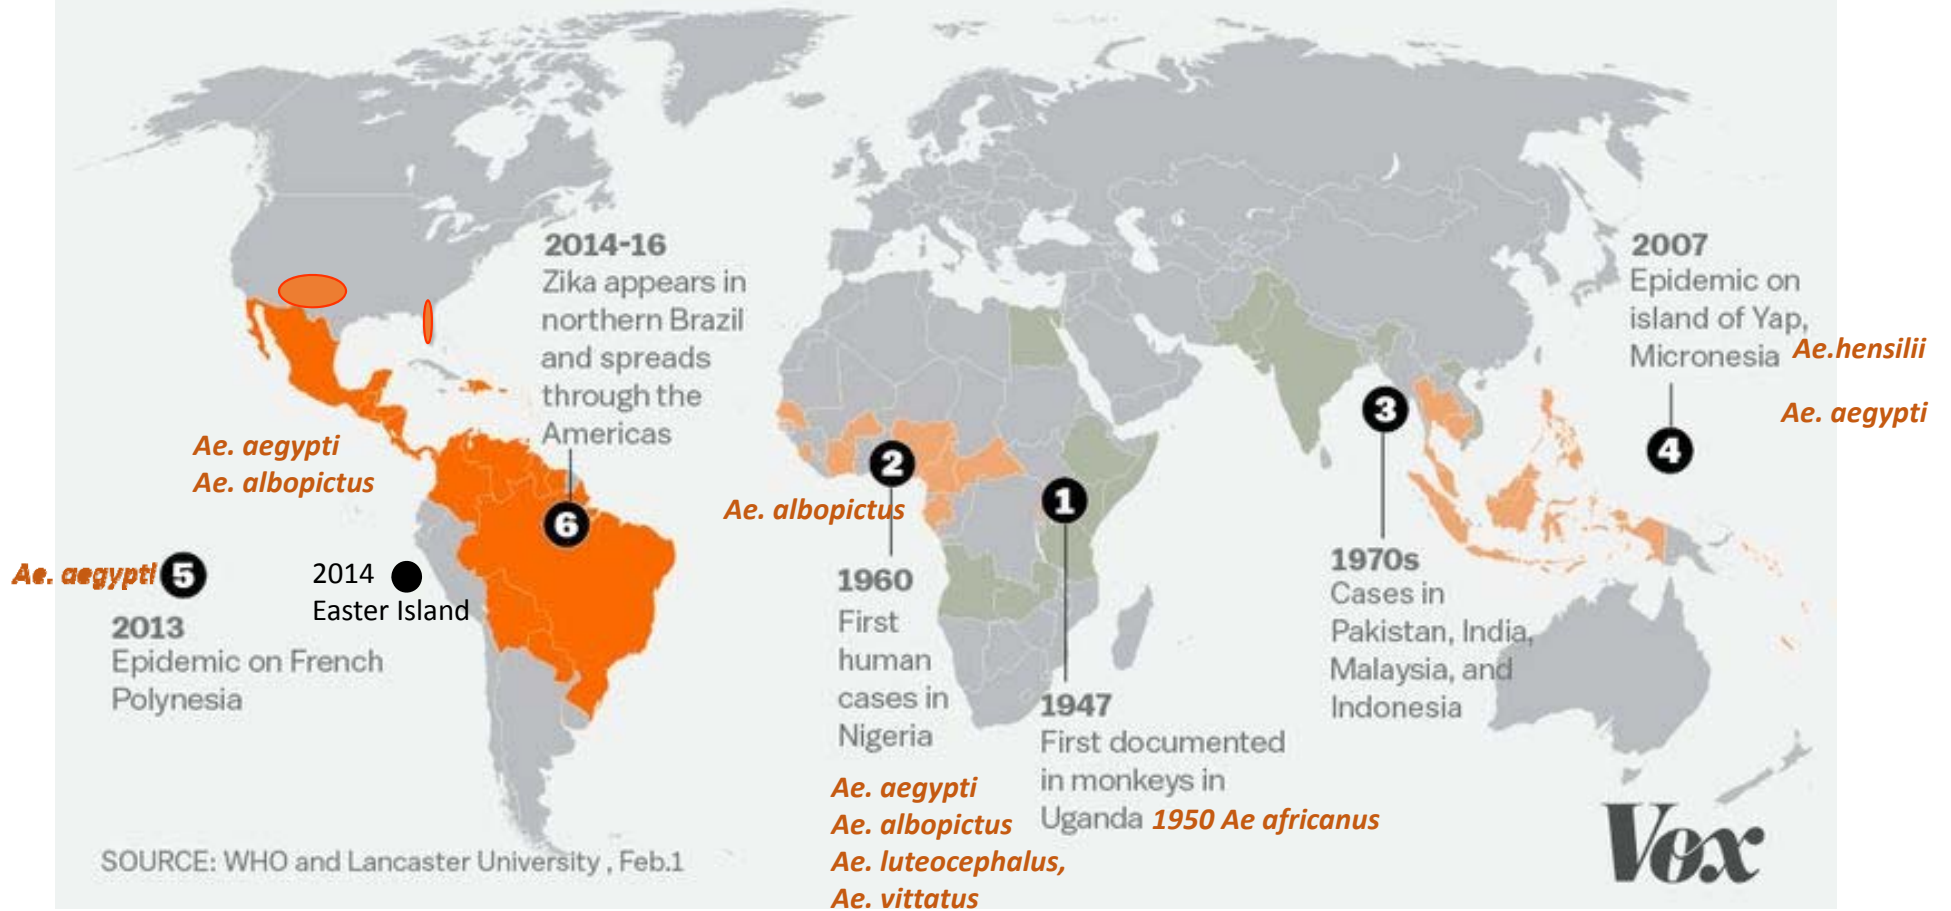 2014-16
Zika appears in
northern Brazil
and spreads
through the
Americas
6
Ae. aegypti
Ae. albopictus
Ae. aegypti
5
2013
Epidemic on French
Polynesia
2014
Easter Island
Ae. albopictus
2
1960
First
human
cases in
Nigeria
Ae. aegypti
Ae. albopictus
Ae. luteocephalus,
Ae. vittatus
1
1947
First documented
in monkeys in
Uganda 1950 Ae africanus
3
1970s
Cases in
Pakistan, India,
Malaysia, and
Indonesia
2007
Epidemic on
island of Yap,
Micronesia
Ae.hensilii
Ae. aegypti
4
SOURCE: WHO and Lancaster University , Feb.1
Vox